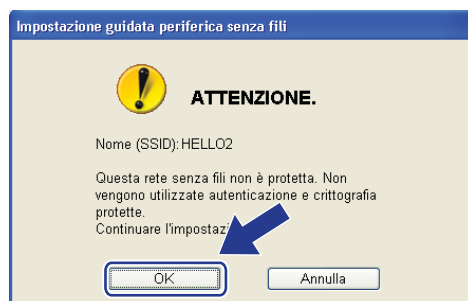 Impostazione guidata periferica senza fili
ATTENZIONE.
Nome (SSID): HELLO2
Questa rete senza fili non è protetta. Non
vengono utilizzate autenticazione e crittografia
protette.
Continuare
OK
Annulla